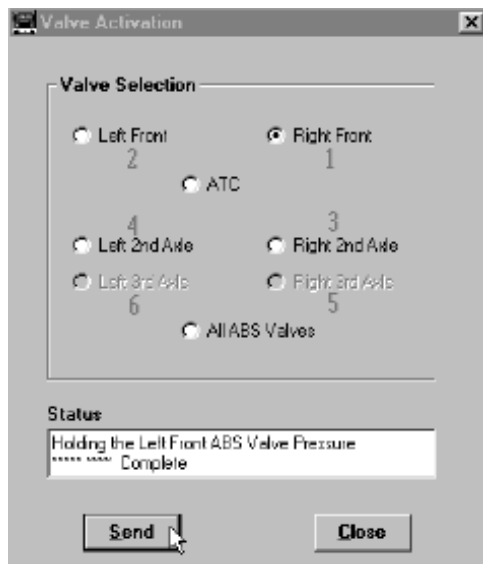 Valve Activation
Valve Selection
Left Front
Right Front
2
1
ATC
4
3
Left 2nd Axle
Right 2nd Axle
Left 3rd Axle
Right 3rd Axle
6
5
All ABS Valves
Status
Holding the Left Front ABS Valve Pressure
***** **** Complete
Send
Close